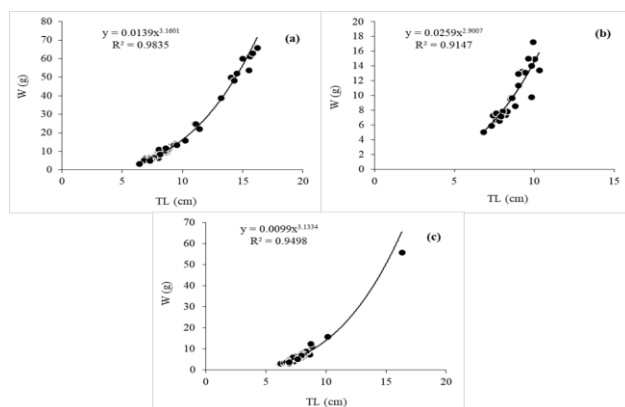 y = 0.0139x^3.1601
R² = 0.9835
(a)
80
70
60
50
40
30
20
10
0
W (g)
0 5 10 15 20
TL (cm)
y = 0.0259x^2.9007
R² = 0.9147
(b)
20
18
16
14
12
10
8
6
4
2
0
W (g)
0 5 10 15
TL (cm)
y = 0.0099x^3.1334
R² = 0.9498
(c)
70
60
50
40
30
20
10
0
W (g)
0 5 10 15 20
TL (cm)